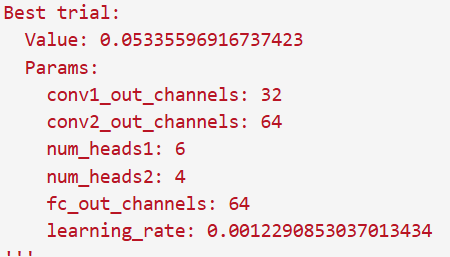 Best trial:
  Value: 0.05335596916737423
  Params:
    conv1_out_channels: 32
    conv2_out_channels: 64
    num_heads1: 6
    num_heads2: 4
    fc_out_channels: 64
    learning_rate: 0.0012290853037013434
'''